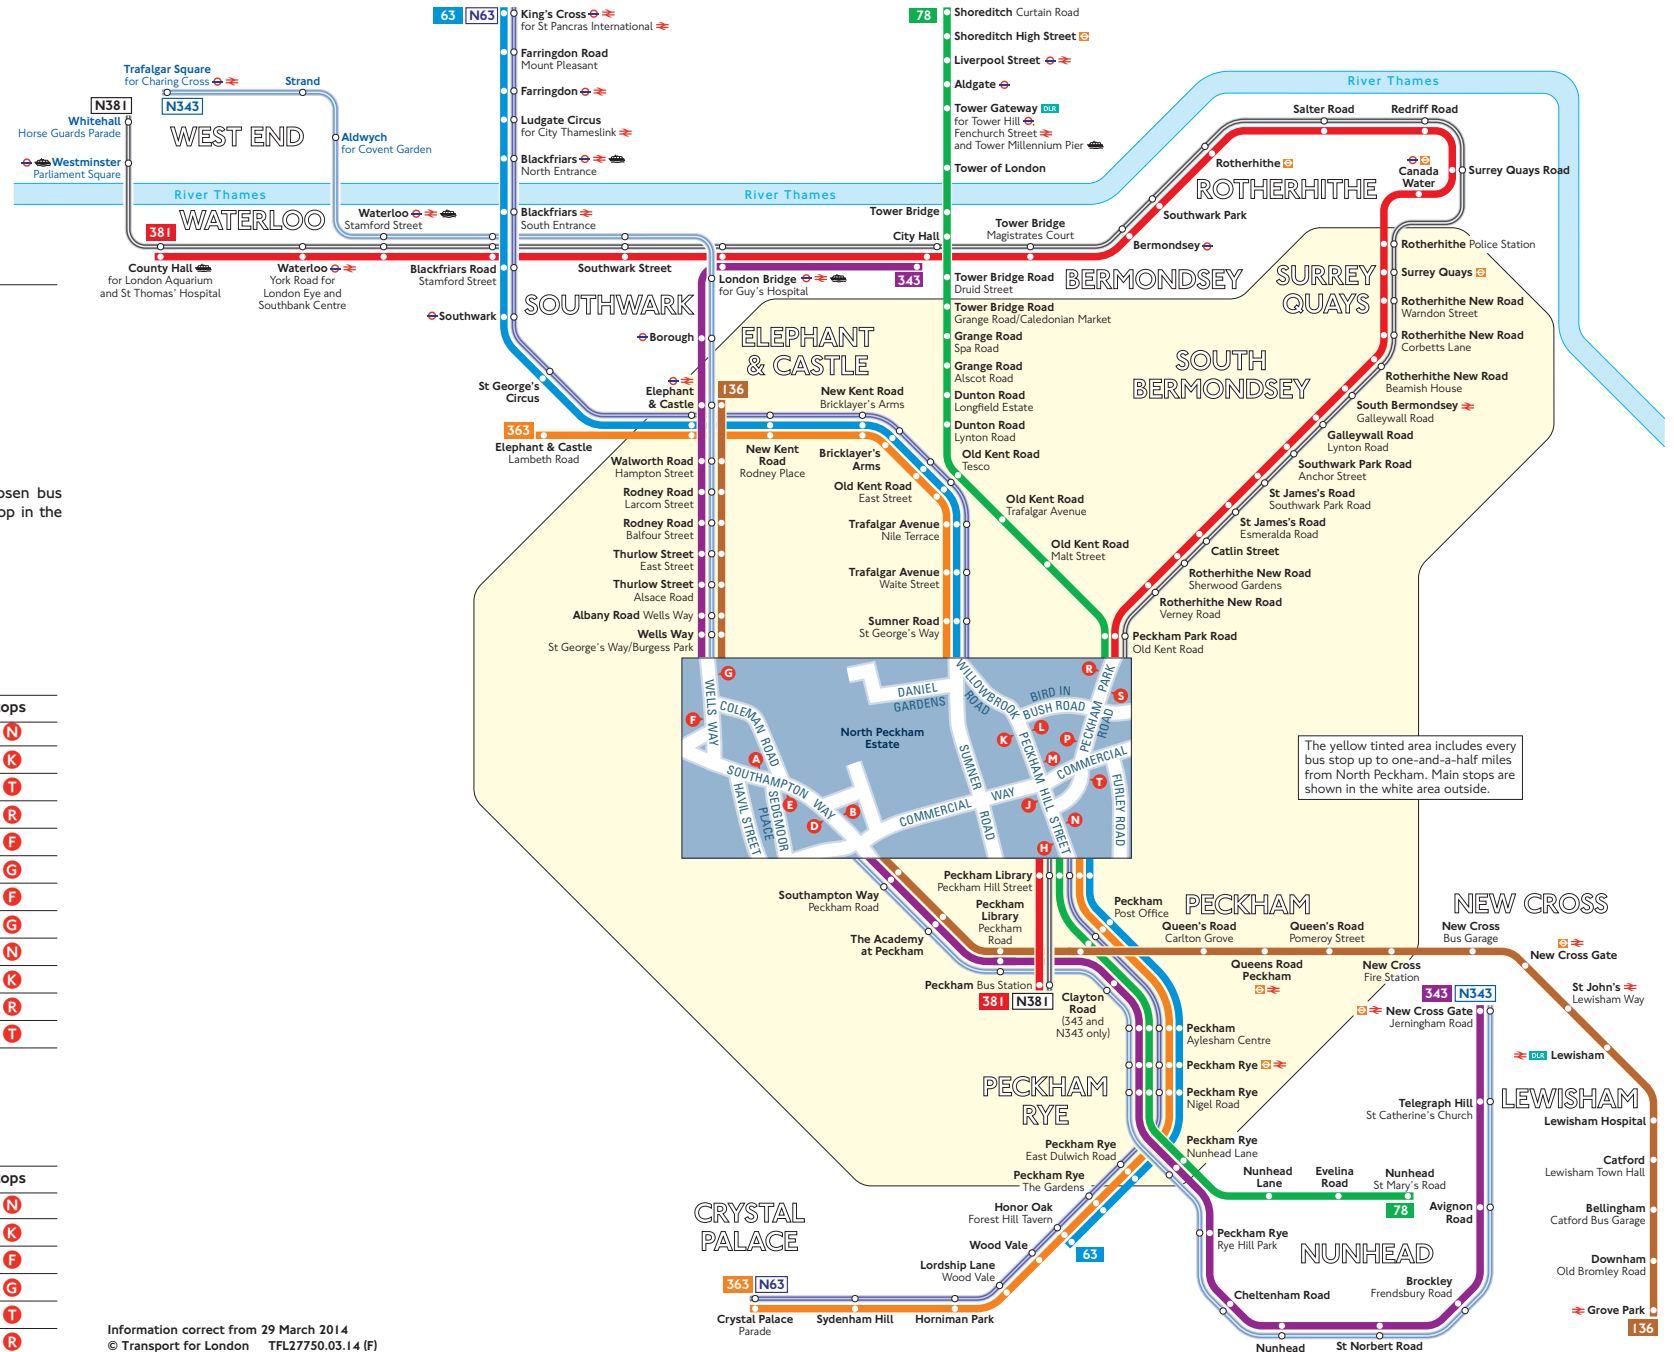 63 N63
King's Cross
for St Pancras International
Farringdon Road
Mount Pleasant
Farringdon
Ludgate Circus
for City Thameslink
Blackfriars
North Entrance
Blackfriars
South Entrance
78
Shoreditch Curtain Road
Shoreditch High Street
Liverpool Street
Aldgate
Tower Gateway DLR
for Tower Hill
Fenchurch Street
and Tower Millennium Pier
Tower of London
Tower Bridge
City Hall
Trafalgar Square
for Charing Cross
Strand
N381
N343
Whitehall
Horse Guards Parade
WEST END
Aldwych
for Covent Garden
Westminster
Parliament Square
River Thames
River Thames
River Thames
WATERLOO
Waterloo
Stamford Street
381
County Hall
for London Aquarium
and St Thomas' Hospital
Waterloo
York Road for
London Eye and
Southbank Centre
Blackfriars Road
Stamford Street
Southwark Street
London Bridge
for Guy's Hospital
343
Tower Bridge
Magistrates Court
Bermondsey
Southwark Park
Rotherhithe
ROTHERHITHE
Salter Road
Redriff Road
Canada
Water
Surrey Quays Road
Rotherhithe Police Station
Surrey Quays
Rotherhithe New Road
Warndon Street
Rotherhithe New Road
Corbetts Lane
Rotherhithe New Road
Beamish House
South Bermondsey
Galleywall Road
Galleywall Road
Lynton Road
Southwark Park Road
Anchor Street
St James's Road
Southwark Park Road
St James's Road
Esmeralda Road
Catlin Street
Rotherhithe New Road
Sherwood Gardens
Rotherhithe New Road
Verney Road
Peckham Park Road
Old Kent Road
BERMONDSEY
SURREY
QUAYS
SOUTH
BERMONDSEY
SOUTHWARK
ELEPHANT
& CASTLE
Southwark
St George's
Circus
Borough
Elephant
& Castle
136
363
Elephant & Castle
Lambeth Road
New Kent Road
Bricklayer's Arms
New Kent
Road
Rodney Place
Bricklayer's
Arms
Old Kent Road
East Street
Trafalgar Avenue
Nile Terrace
Trafalgar Avenue
Waite Street
Sumner Road
St George's Way
Walworth Road
Hampton Street
Rodney Road
Larcom Street
Rodney Road
Balfour Street
Thurlow Street
East Street
Thurlow Street
Alsace Road
Albany Road Wells Way
Wells Way
St George's Way/Burgess Park
Tower Bridge Road
Druid Street
Tower Bridge Road
Grange Road/Caledonian Market
Grange Road
Spa Road
Grange Road
Alscot Road
Dunton Road
Longfield Estate
Dunton Road
Lynton Road
Old Kent Road
Tesco
Old Kent Road
Trafalgar Avenue
Old Kent Road
Malt Street
osen bus
op in the
WELLS WAY
COLEMAN ROAD
SOUTHAMPTON WAY
HAVIL STREET
SEDGMOOR
PLACE
DANIEL
GARDENS
North Peckham
Estate
WILLOWBROOK
ROAD
SUMNER
ROAD
BIRD IN
BUSH ROAD
PECKHAM HILL STREET
PECKHAM PARK
ROAD
COMMERCIAL WAY
COMMERCIAL
FURLEY ROAD
G
F
A
E
D
B
R
S
L
K
P
M
T
J
N
H
The yellow tinted area includes every
bus stop up to one-and-a-half miles
from North Peckham. Main stops are
shown in the white area outside.
ops
N
K
T
R
F
G
F
G
N
K
R
T
ops
N
K
F
G
T
R
Southampton Way
Peckham Road
The Academy
at Peckham
Peckham Library
Peckham Hill Street
Peckham
Library
Peckham
Road
Peckham Bus Station
381 N381
Clayton
Road
(343 and
N343 only)
Peckham
Post Office
PECKHAM
Queen's Road
Carlton Grove
Queens Road
Peckham
Queen's Road
Pomeroy Street
New Cross
Fire Station
New Cross
Bus Garage
NEW CROSS
New Cross Gate
St John's
Lewisham Way
DLR Lewisham
LEWISHAM
Lewisham Hospital
Catford
Lewisham Town Hall
Bellingham
Catford Bus Garage
Downham
Old Bromley Road
Grove Park
136
343 N343
New Cross Gate
Jerningham Road
Telegraph Hill
St Catherine's Church
Avignon
Road
Brockley
Frendsbury Road
St Norbert Road
Nunhead
Cheltenham Road
Peckham Rye
Rye Hill Park
NUNHEAD
Peckham
Aylesham Centre
Peckham Rye
Peckham Rye
Nigel Road
Peckham Rye
Nunhead Lane
Nunhead
Lane
Evelina
Road
Nunhead
St Mary's Road
78
PECKHAM
RYE
Peckham Rye
East Dulwich Road
Peckham Rye
The Gardens
Honor Oak
Forest Hill Tavern
Wood Vale
Lordship Lane
Wood Vale
63
CRYSTAL
PALACE
363 N63
Crystal Palace
Parade
Sydenham Hill
Horniman Park
Information correct from 29 March 2014
© Transport for London TFL27750.03.14 (F)